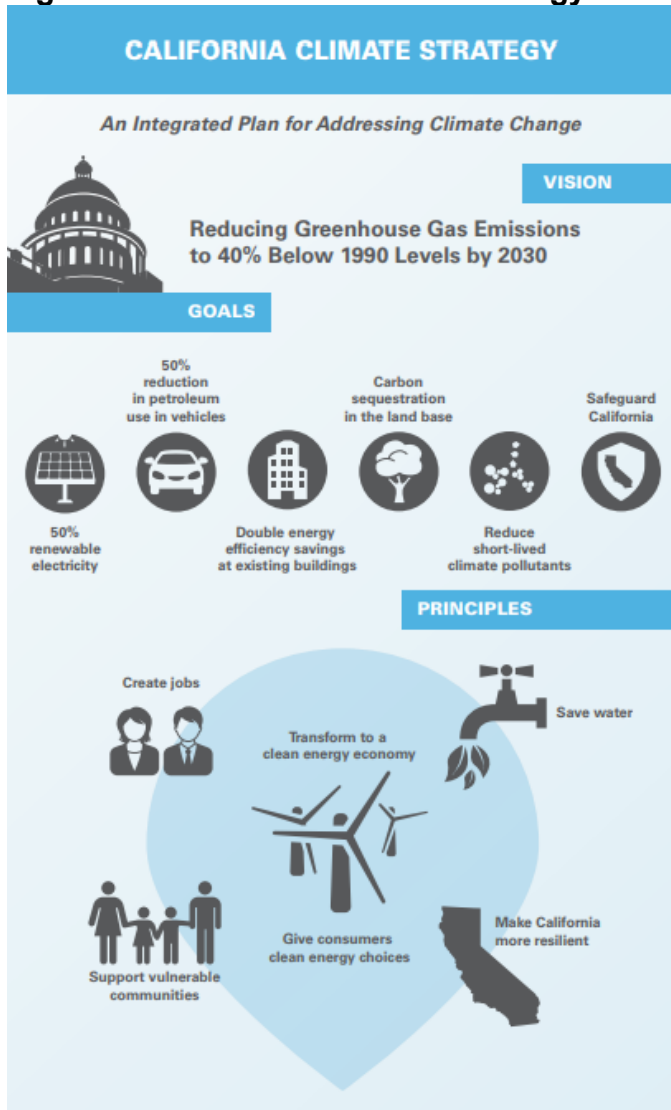 CALIFORNIA CLIMATE STRATEGY
An Integrated Plan for Addressing Climate Change
VISION
Reducing Greenhouse Gas Emissions
to 40% Below 1990 Levels by 2030
GOALS
50%
renewable
electricity
50%
reduction
in petroleum
use in vehicles
Double energy
efficiency savings
at existing buildings
Carbon
sequestration
in the land base
Reduce
short-lived
climate pollutants
Safeguard
California
PRINCIPLES
Create jobs
Transform to a
clean energy economy
Save water
Support vulnerable
communities
Give consumers
clean energy choices
Make California
more resilient